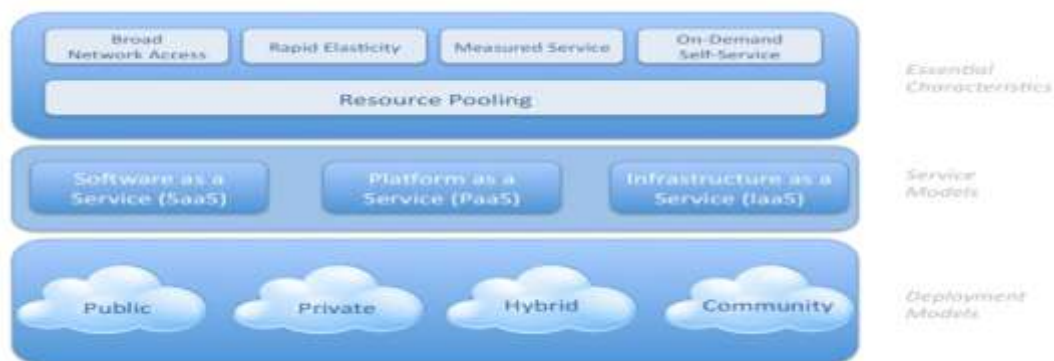 Broad
Network Access
Rapid Elasticity
Measured Service
On-Demand
Self-Service
Resource Pooling
Essential
Characteristics
Software as a
Service (SaaS)
Platform as a
Service (PaaS)
Infrastructure as a
Service (IaaS)
Service
Models
Public
Private
Hybrid
Community
Deployment
Models